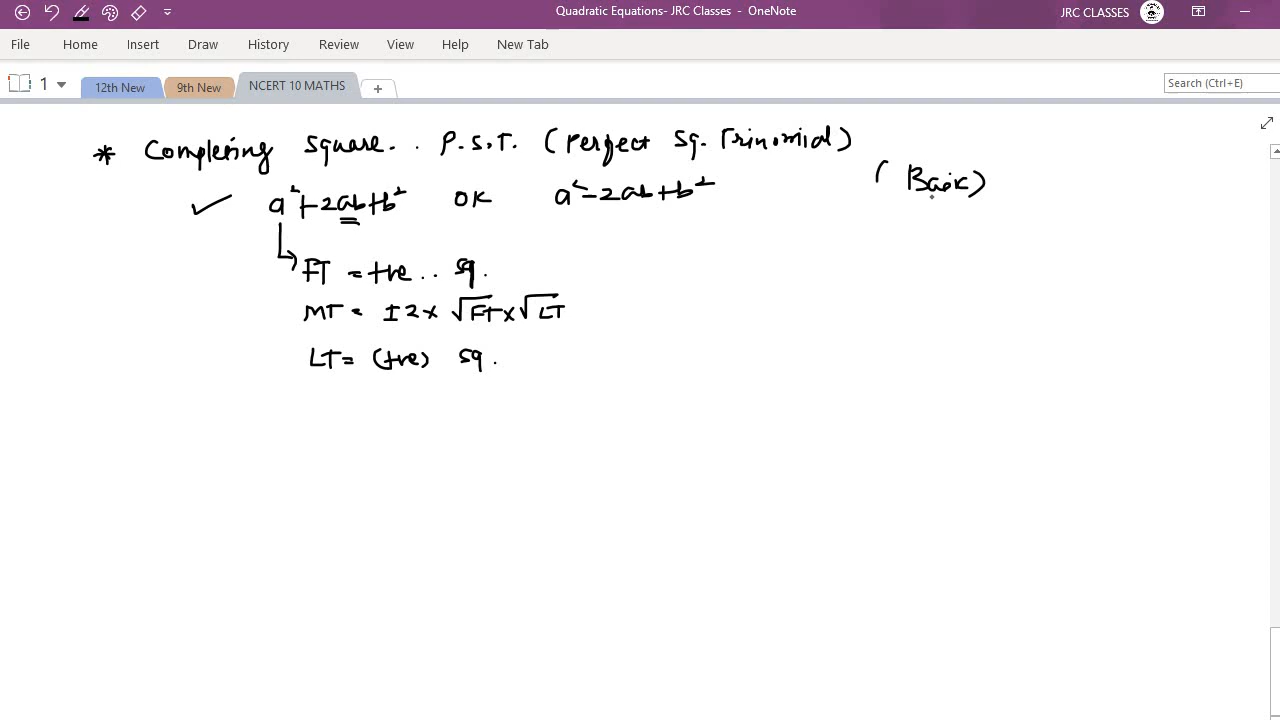 Quadratic Equations- JRC Classes - OneNote
JRC CLASSES
File Home Insert Draw History Review View Help New Tab
1 12th New 9th New NCERT 10 MATHS +
Search (Ctrl+E)
* Completing square. . P.S.T. (Perfect Sq. Trinomial)
(Basic)
✓ a²+2ab+b² OR a²-2ab+b²
FT = +ve .. sq.
MT = ±2× √FT × √LT
LT = (+ve) sq.